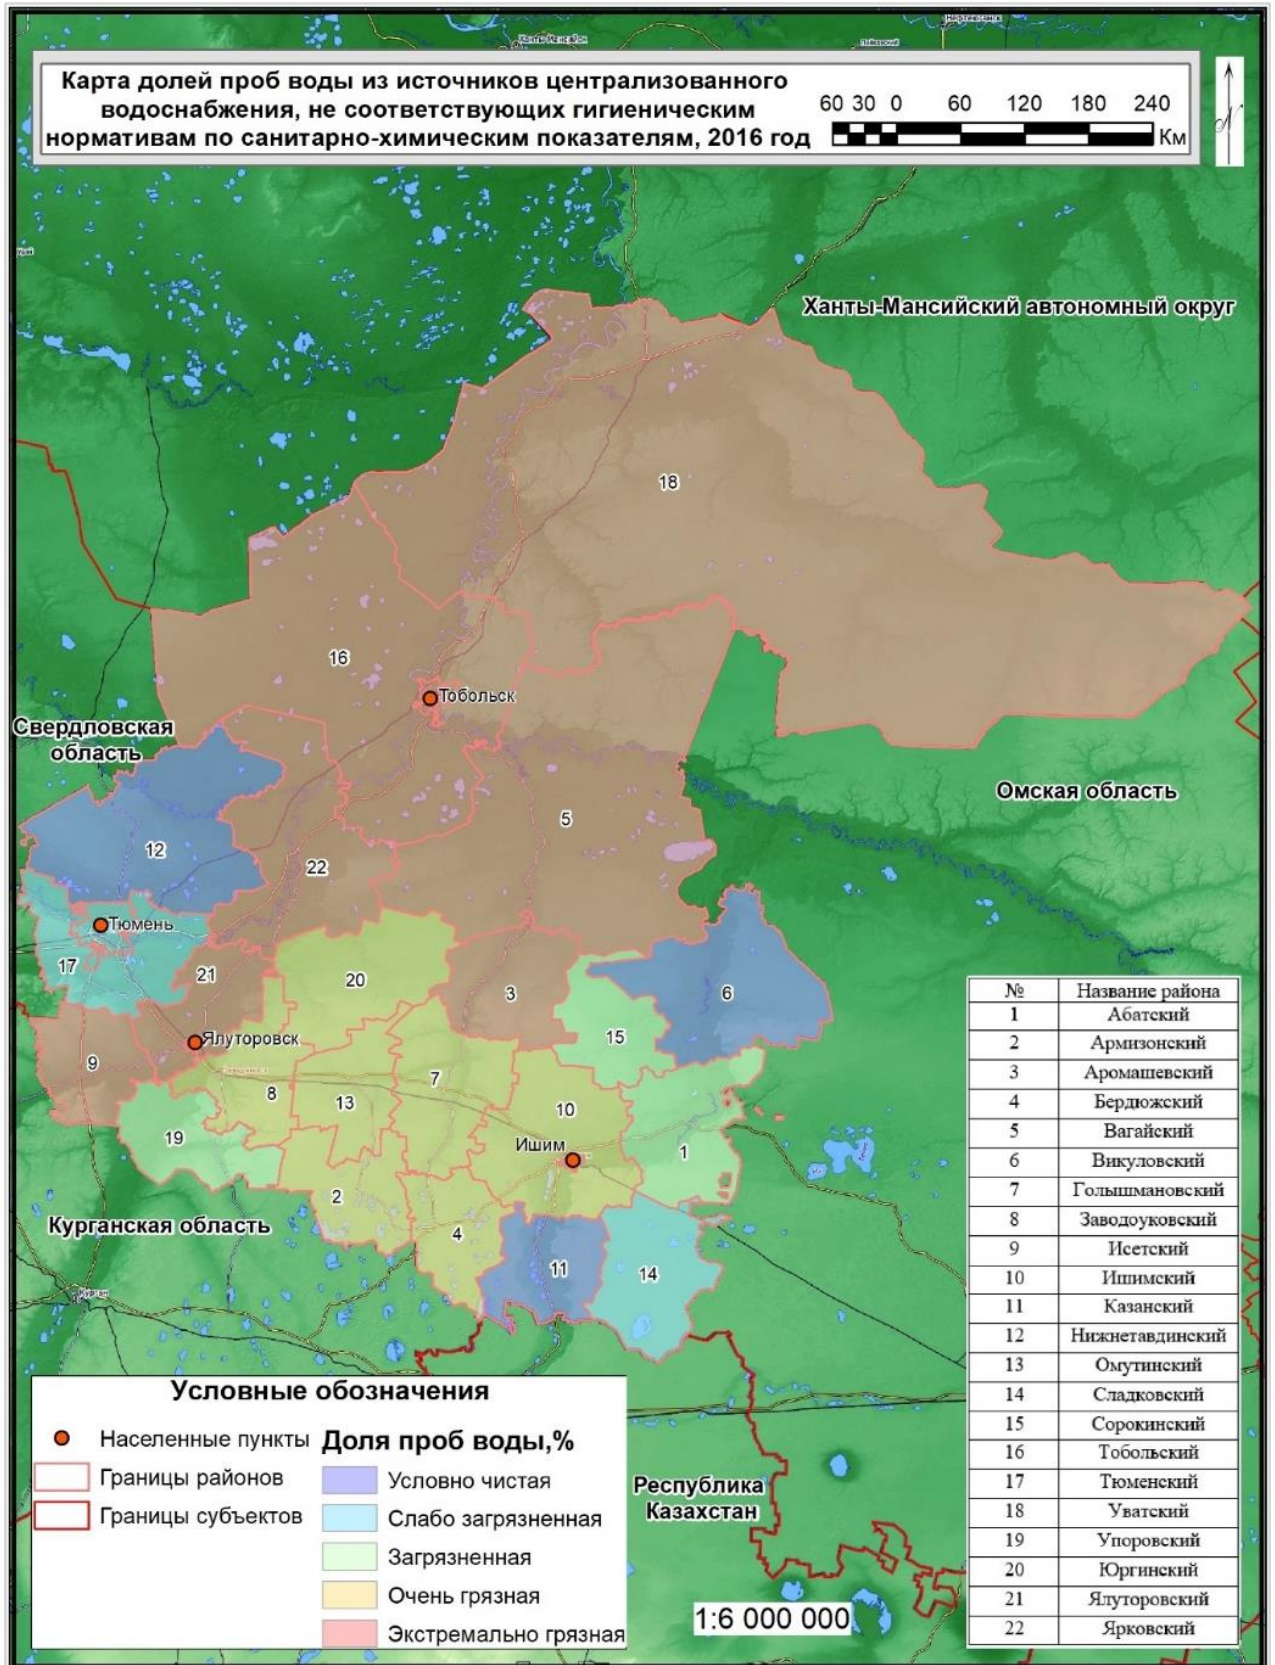 Ханты-Мансийск
Нефтеюганск
Пойковский
Карта долей проб воды из источников централизованного
водоснабжения, не соответствующих гигиеническим
нормативам по санитарно-химическим показателям, 2016 год
60 30 0 60 120 180 240
Км
Ханты-Мансийский автономный округ
18
16
Тобольск
Свердловская
область
Омская область
5
12
22
Тюмень
17
21
20
3
6
15
Ялуторовск
9
7
8
13
10
19
Ишим
1
2
4
Курганская область
11
14
Курган
№ Название района
1 Абатский
2 Армизонский
3 Аромашевский
4 Бердюжский
5 Вагайский
6 Викуловский
7 Голышмановский
8 Заводоуковский
9 Исетский
10 Ишимский
11 Казанский
12 Нижнетавдинский
13 Омутинский
14 Сладковский
15 Сорокинский
16 Тобольский
17 Тюменский
18 Уватский
19 Упоровский
20 Юргинский
21 Ялуторовский
22 Ярковский
Условные обозначения
Населенные пункты
Границы районов
Границы субъектов
Доля проб воды,%
Условно чистая
Слабо загрязненная
Загрязненная
Очень грязная
Экстремально грязная
Республика
Казахстан
1:6 000 000